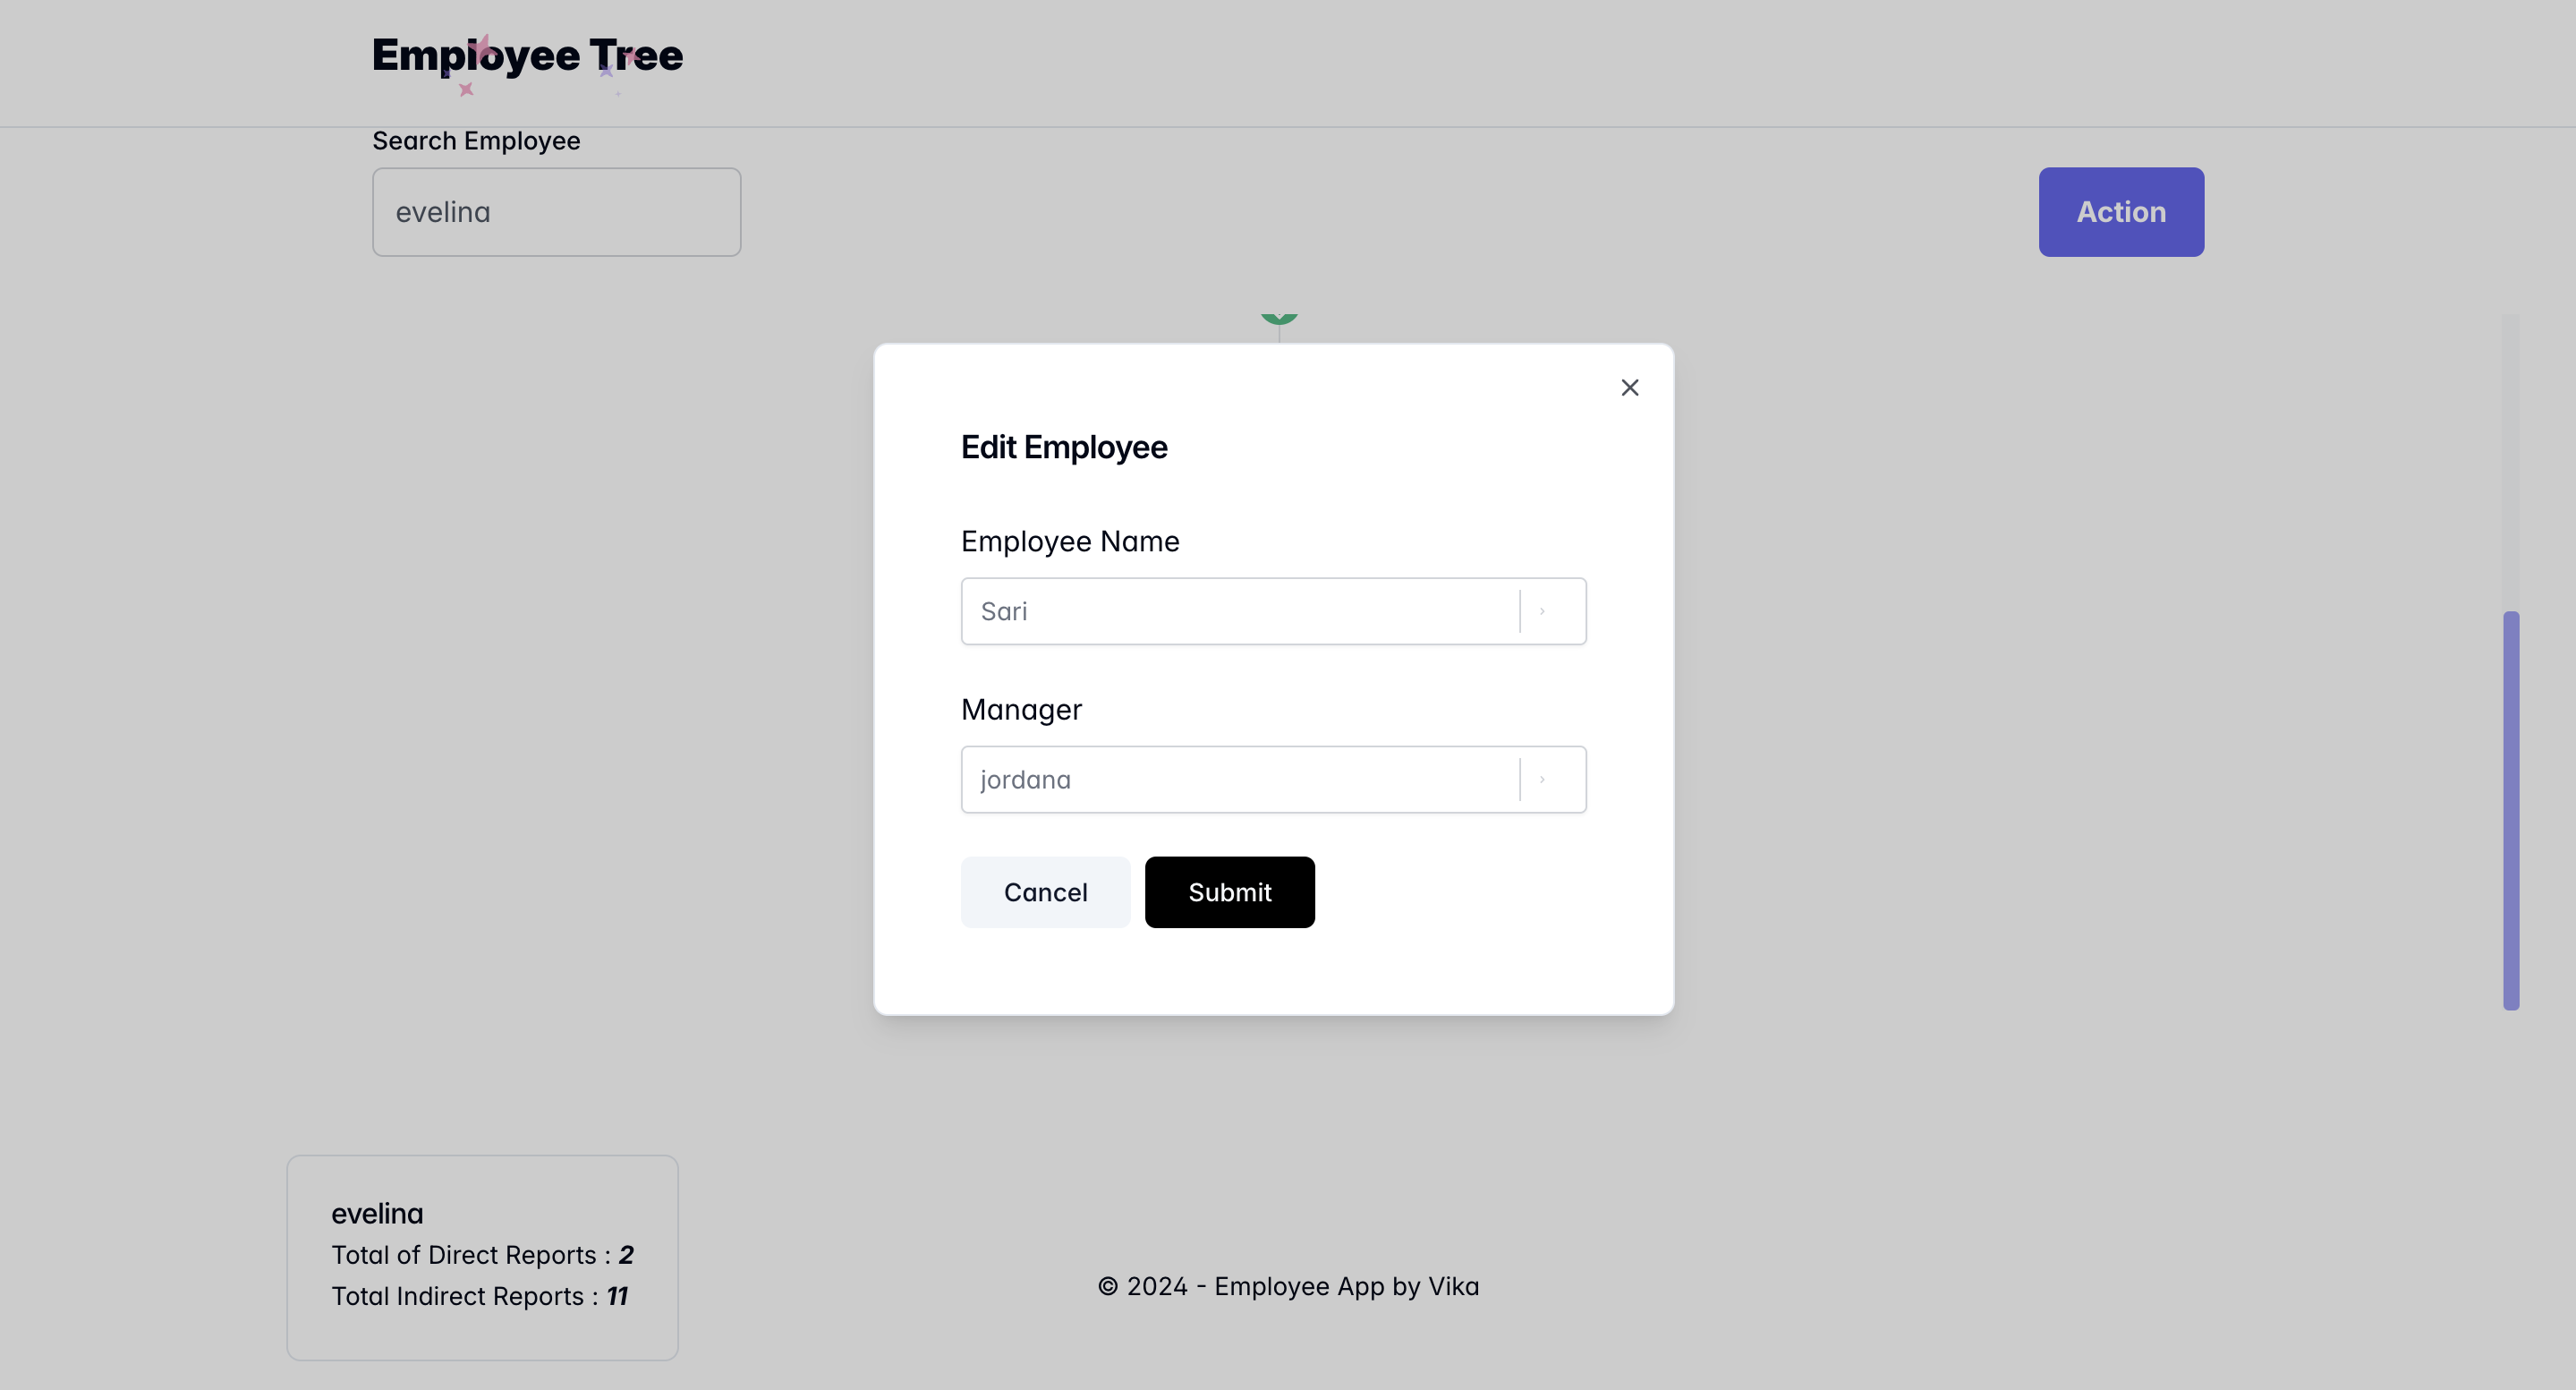 Employee Tree
Search Employee
evelina
Action
Edit Employee
Employee Name
Sari
Manager
jordana
Cancel
Submit
evelina
Total of Direct Reports : 2
Total Indirect Reports : 11
© 2024 - Employee App by Vika